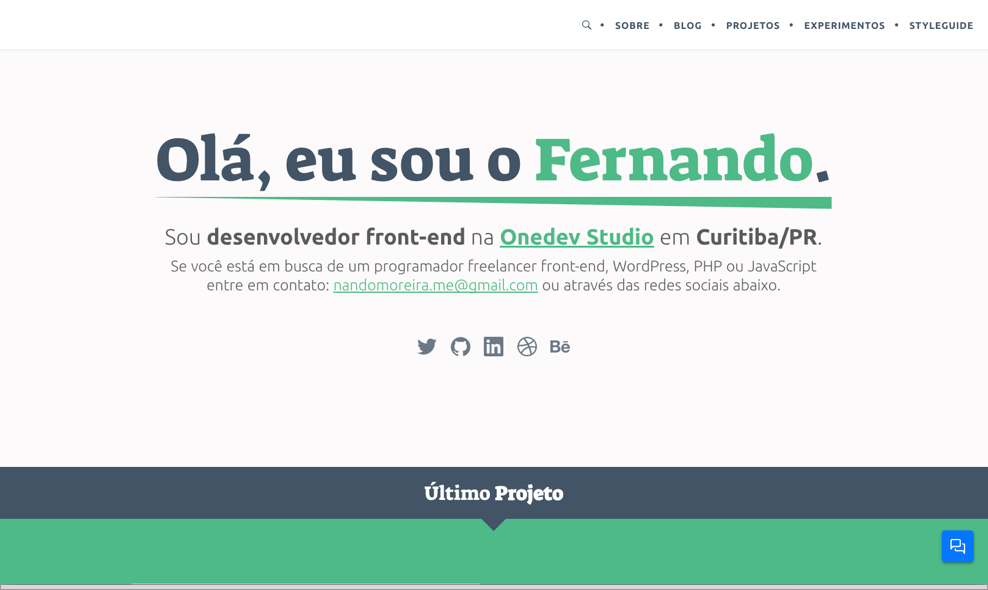 SOBRE • BLOG • PROJETOS • EXPERIMENTOS • STYLEGUIDE
Olá, eu sou o Fernando.
Sou desenvolvedor front-end na Onedev Studio em Curitiba/PR.
Se você está em busca de um programador freelancer front-end, WordPress, PHP ou JavaScript
entre em contato: nandomoreira.me@gmail.com ou através das redes sociais abaixo.
in Bē
Último Projeto